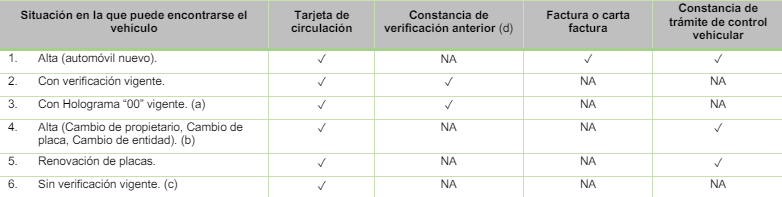 Situación en la que puede encontrarse el vehículo | Tarjeta de circulación | Constancia de verificación anterior (d) | Factura o carta factura | Constancia de trámite de control vehicular
1. Alta (automóvil nuevo). | ✓ | NA | ✓ | ✓
2. Con verificación vigente. | ✓ | ✓ | NA | NA
3. Con Holograma “00” vigente. (a) | ✓ | ✓ | NA | NA
4. Alta (Cambio de propietario, Cambio de placa, Cambio de entidad). (b) | ✓ | NA | NA | ✓
5. Renovación de placas. | ✓ | NA | NA | ✓
6. Sin verificación vigente. (c) | ✓ | NA | NA | NA